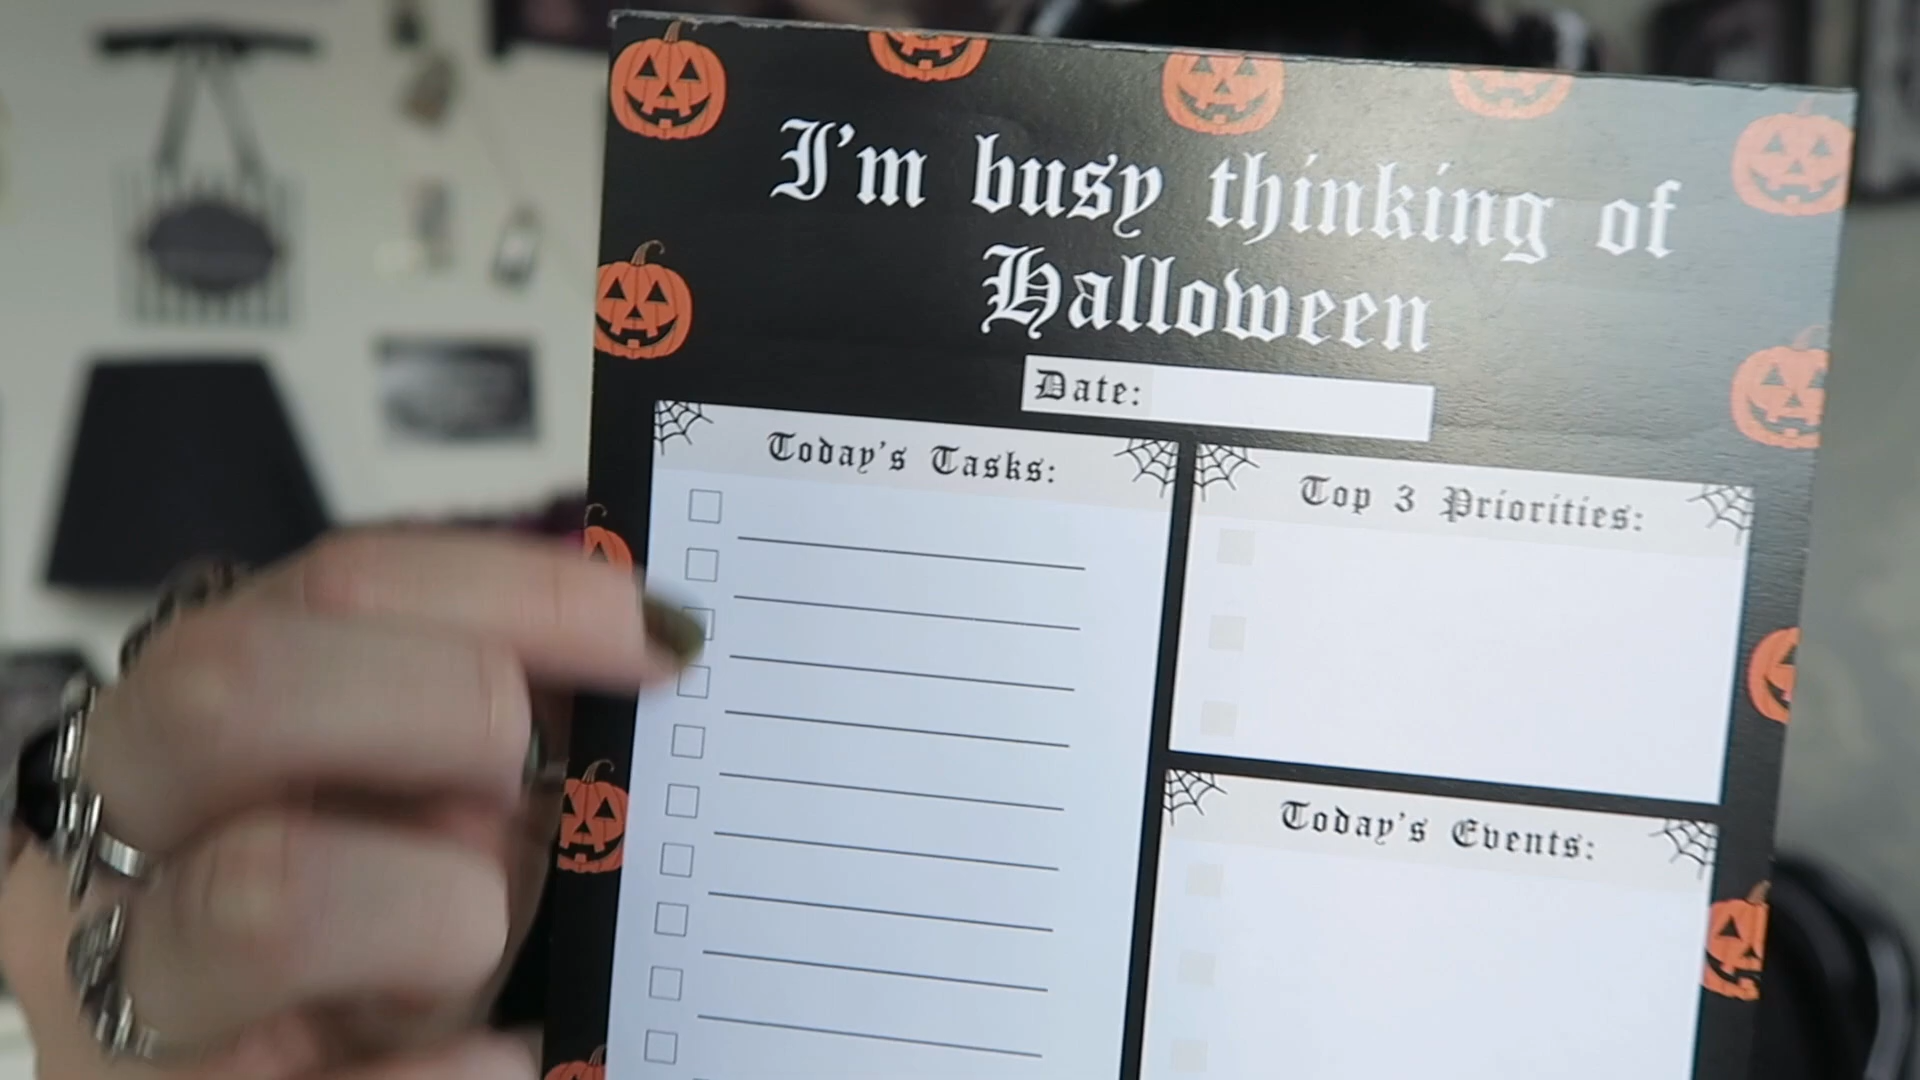 I'm busy thinking of
Halloween
Date:
Today's Tasks:
Top 3 Priorities:
Today's Events: